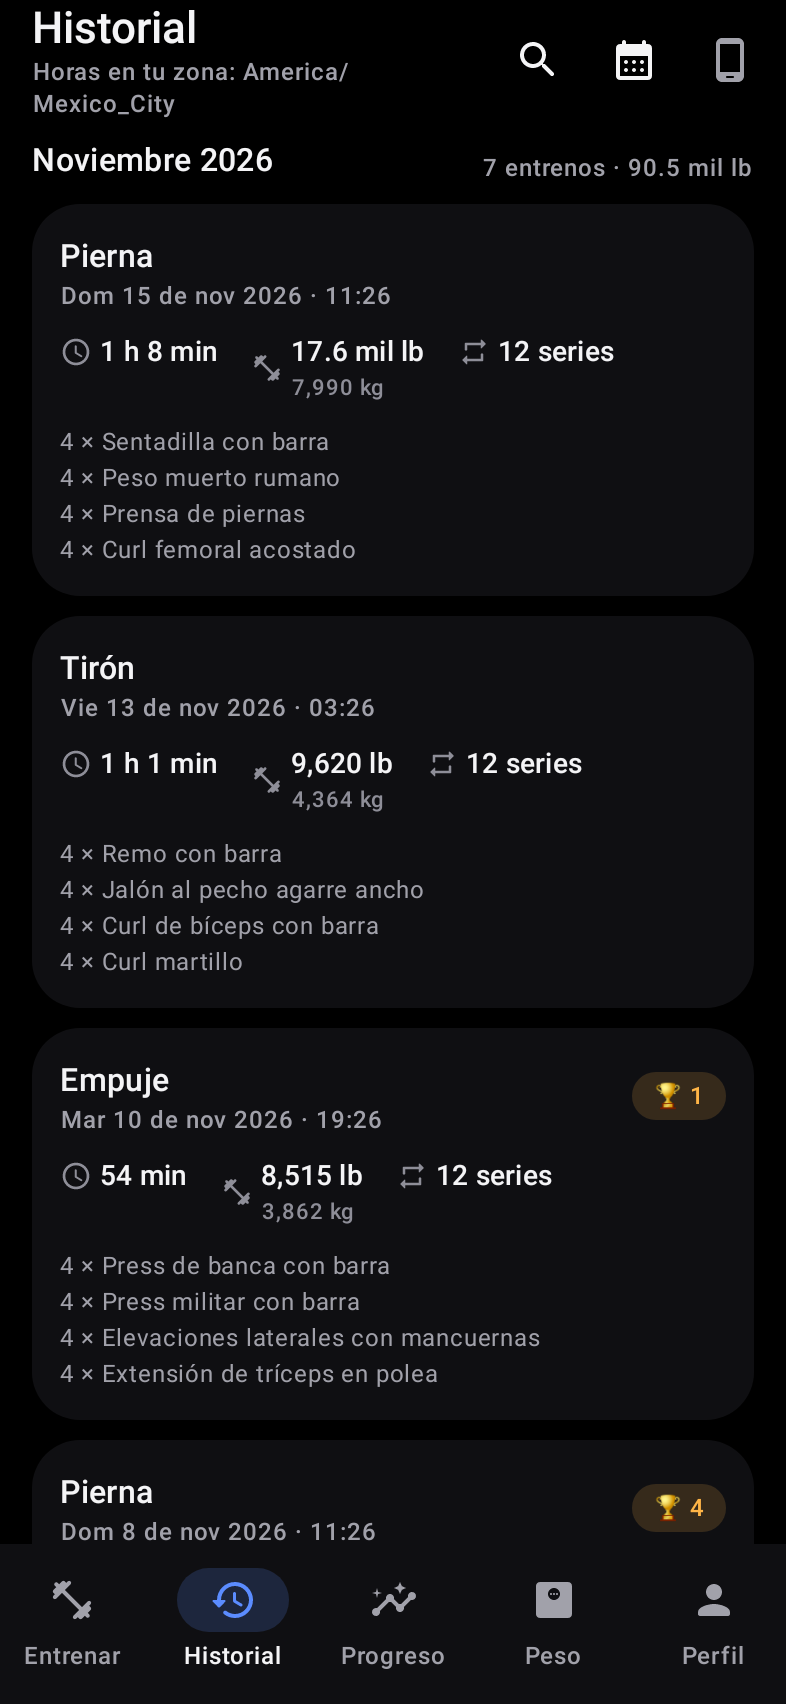 Historial
Horas en tu zona: America/
Mexico_City
Noviembre 2026
7 entrenos · 90.5 mil lb
Pierna
Dom 15 de nov 2026 · 11:26
1 h 8 min
17.6 mil lb
12 series
7,990 kg
4 × Sentadilla con barra
4 × Peso muerto rumano
4 × Prensa de piernas
4 × Curl femoral acostado
Tirón
Vie 13 de nov 2026 · 03:26
1 h 1 min
9,620 lb
12 series
4,364 kg
4 × Remo con barra
4 × Jalón al pecho agarre ancho
4 × Curl de bíceps con barra
4 × Curl martillo
Empuje
🏆 1
Mar 10 de nov 2026 · 19:26
54 min
8,515 lb
12 series
3,862 kg
4 × Press de banca con barra
4 × Press militar con barra
4 × Elevaciones laterales con mancuernas
4 × Extensión de tríceps en polea
Pierna
🏆 4
Dom 8 de nov 2026 · 11:26
Entrenar
Historial
Progreso
Peso
Perfil